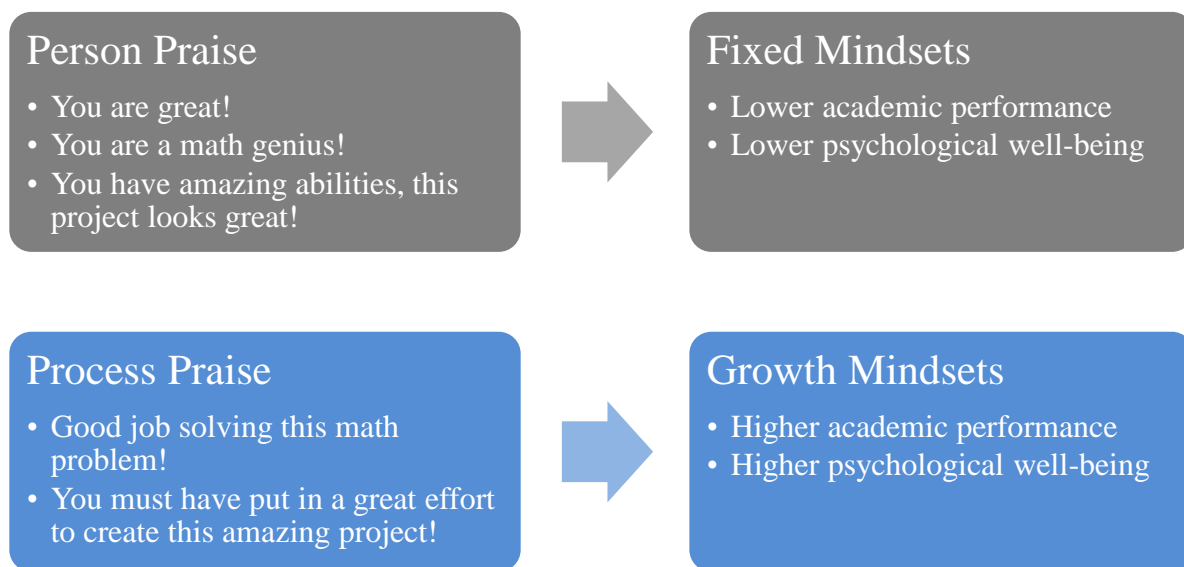 Person Praise
• You are great!
• You are a math genius!
• You have amazing abilities, this
project looks great!
Fixed Mindsets
• Lower academic performance
• Lower psychological well-being
Process Praise
• Good job solving this math
problem!
• You must have put in a great effort
to create this amazing project!
Growth Mindsets
• Higher academic performance
• Higher psychological well-being